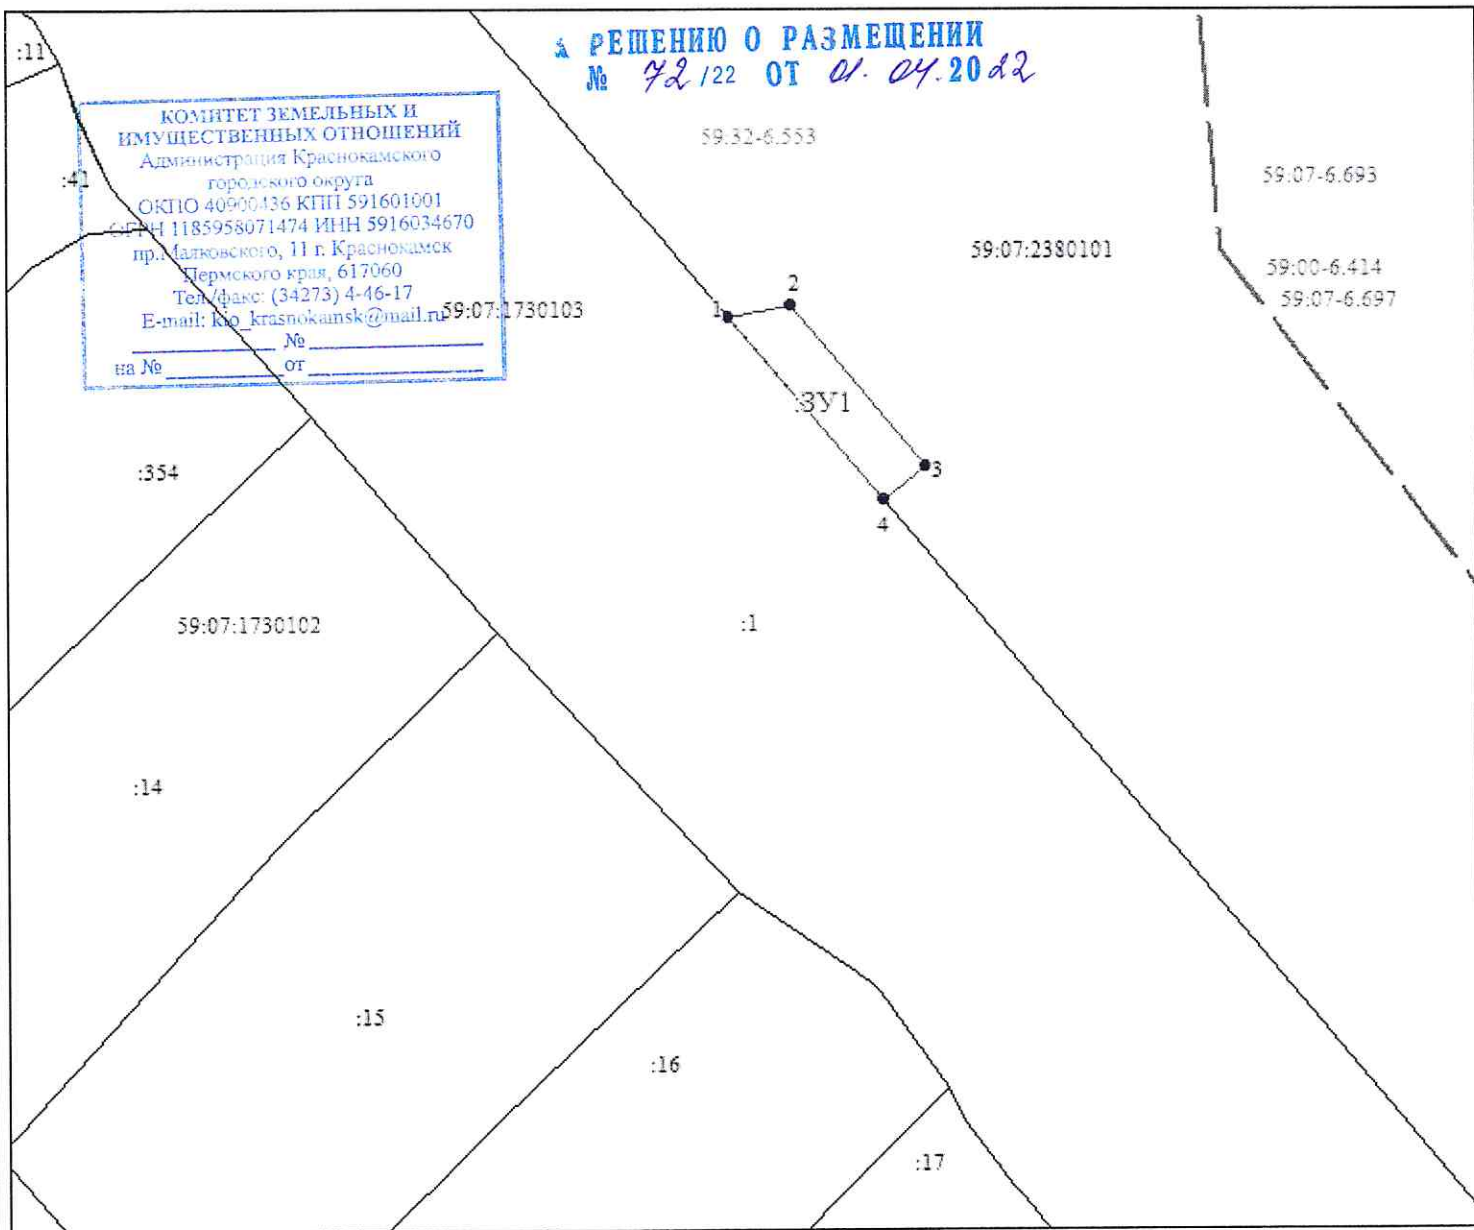 :11
К РЕШЕНИЮ О РАЗМЕЩЕНИИ
№ 72/22 ОТ 01.04.2022
КОМИТЕТ ЗЕМЕЛЬНЫХ И
ИМУЩЕСТВЕННЫХ ОТНОШЕНИЙ
Администрация Краснокамского
городского округа
ОКПО 40900436 КПП 591601001
ОГРН 1185958071474 ИНН 5916034670
пр.Маяковского, 11 г. Краснокамск
Пермского края, 617060
Тел./факс: (34273) 4-46-17
E-mail: kio_krasnokamsk@mail.ru
№
на № от
:41
59:32-6.553
59:07-6.693
59:07:2380101
59:00-6.414
59:07-6.697
59:07:1730103
1
2
:ЗУ1
3
4
:354
59:07:1730102
:1
:14
:15
:16
:17